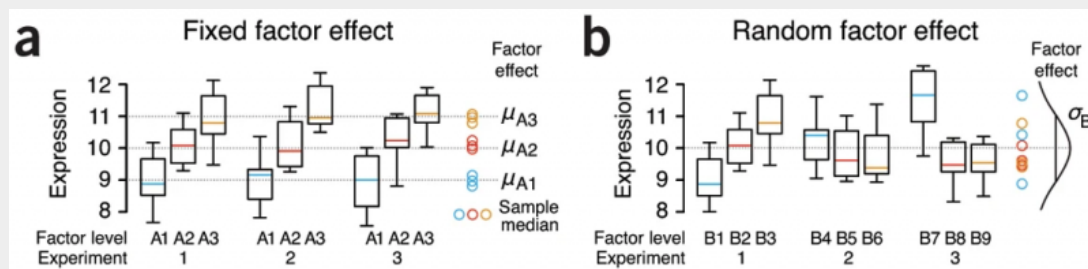 a
Fixed factor effect
Factor
effect
Expression
12
11
10
9
8
μA3
μA2
μA1
Sample
median
Factor level
A1 A2 A3
A1 A2 A3
A1 A2 A3
Experiment
1
2
3
b
Random factor effect
Factor
effect
Expression
12
11
10
9
8
σB
Factor level
B1 B2 B3
B4 B5 B6
B7 B8 B9
Experiment
1
2
3